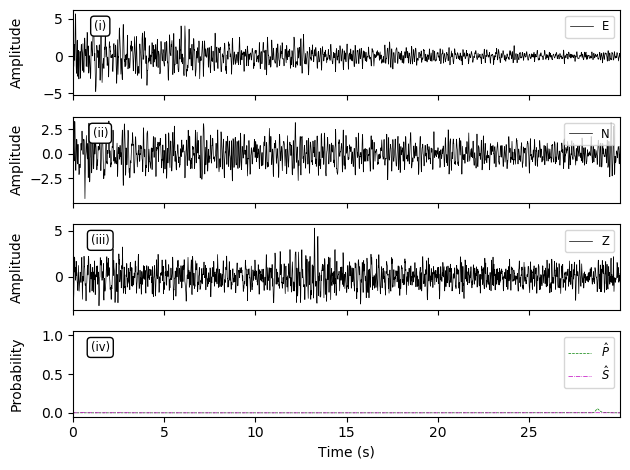 Amplitude
5
0
−5
(i)
E
Amplitude
2.5
0.0
−2.5
(ii)
N
Amplitude
5
0
(iii)
Z
Probability
1.0
0.5
0.0
(iv)
P̂
Ŝ
0 5 10 15 20 25
Time (s)